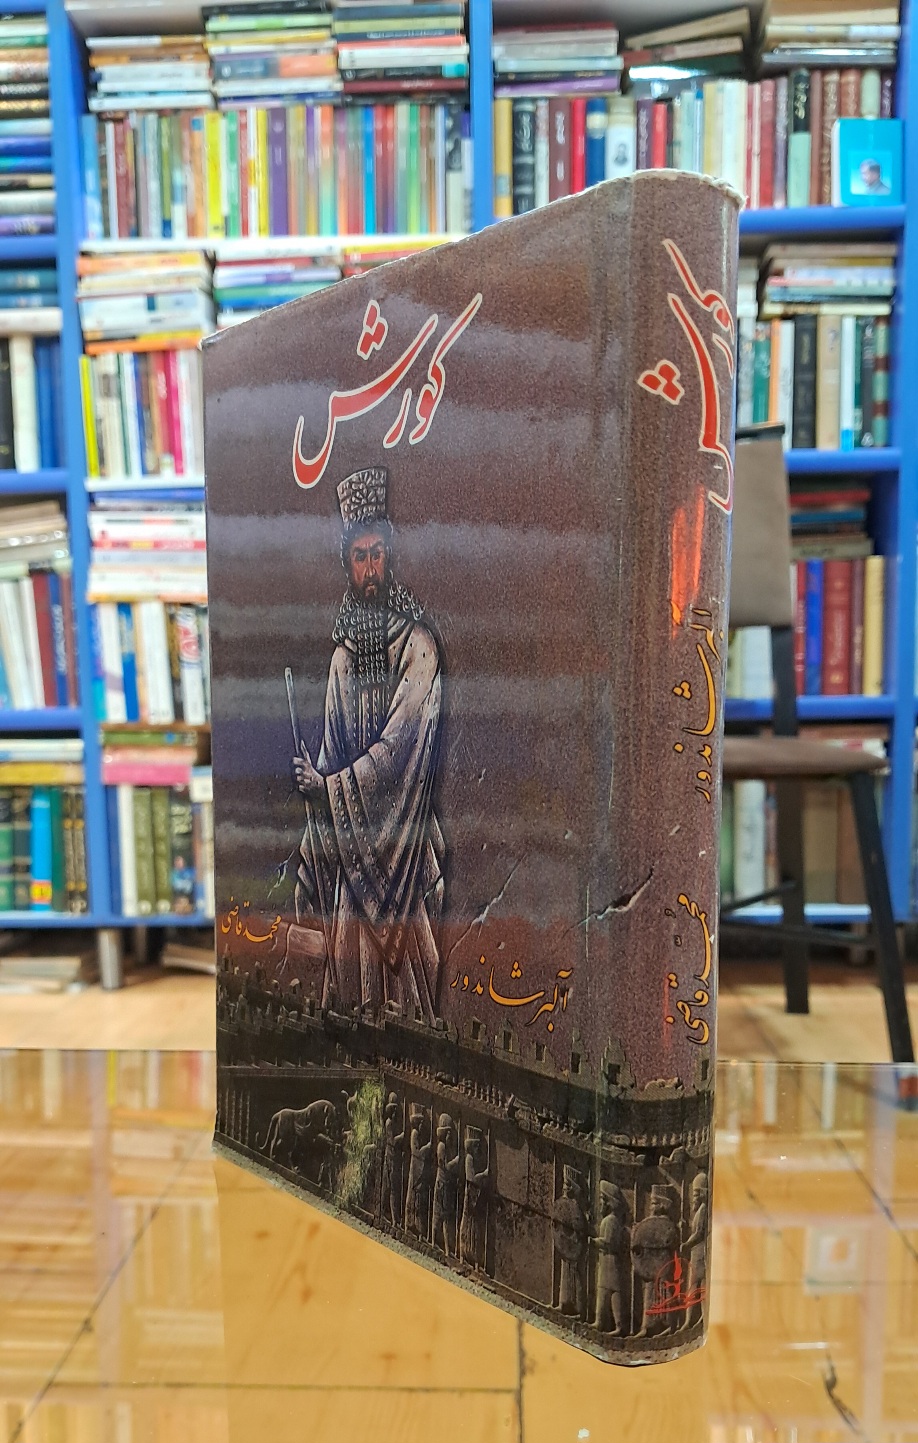 کورش
محمد قاضی
آلبر شاندور
کورش
آلبر شاندور
محمد قاضی